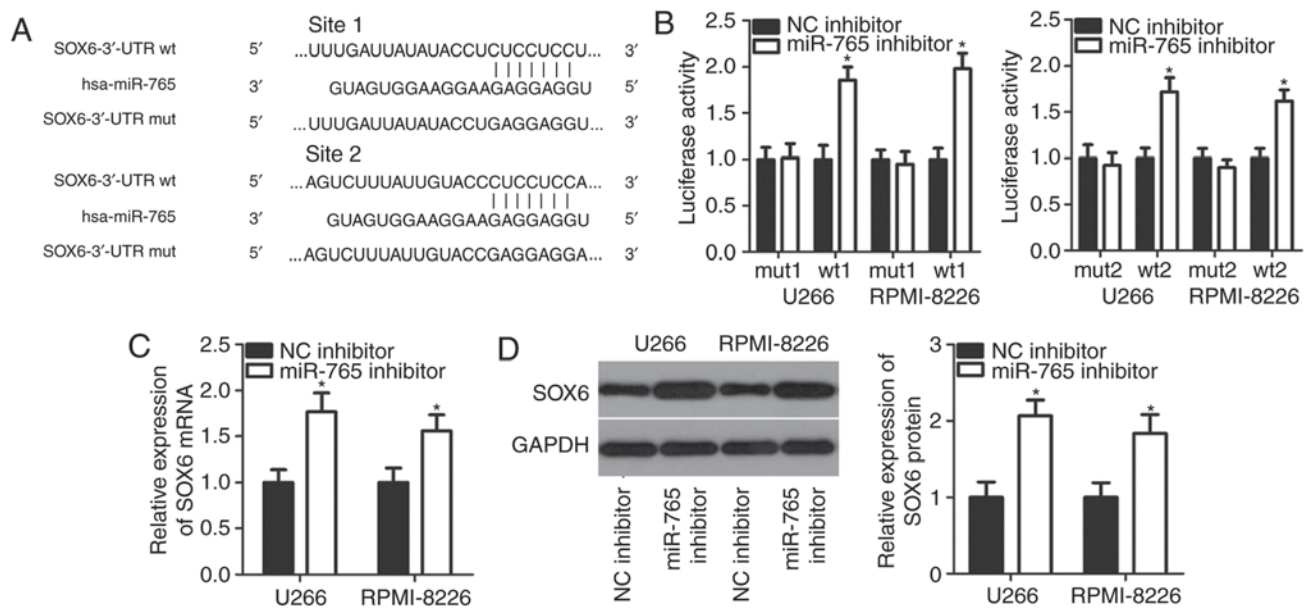 A
Site 1
SOX6-3′-UTR wt 5′ ...UUUGAUUAUAUACCUCUCCUCCU... 3′
hsa-miR-765 3′ GUAGUGGAAGGAAGAGGAGGU 5′
SOX6-3′-UTR mut 5′ ...UUUGAUUAUAUACCUGAGGAGGU... 3′
Site 2
SOX6-3′-UTR wt 5′ ...AGUCUUUAUUGUACCCUCCUCCA... 3′
hsa-miR-765 3′ GUAGUGGAAGGAAGAGGAGGU 5′
SOX6-3′-UTR mut 5′ ...AGUCUUUAUUGUACCGAGGAGGA... 3′
B
Luciferase activity
2.5
2.0
1.5
1.0
0.5
0.0
NC inhibitor
miR-765 inhibitor
* *
mut1 wt1 mut1 wt1
U266 RPMI-8226
Luciferase activity
2.5
2.0
1.5
1.0
0.5
0.0
NC inhibitor
miR-765 inhibitor
* *
mut2 wt2 mut2 wt2
U266 RPMI-8226
C
Relative expression
of SOX6 mRNA
2.5
2.0
1.5
1.0
0.5
0.0
NC inhibitor
miR-765 inhibitor
* *
U266 RPMI-8226
D
U266 RPMI-8226
SOX6
GAPDH
NC inhibitor
miR-765
inhibitor
NC inhibitor
miR-765
inhibitor
Relative expression of
SOX6 protein
3
2
1
0
NC inhibitor
miR-765 inhibitor
* *
U266 RPMI-8226